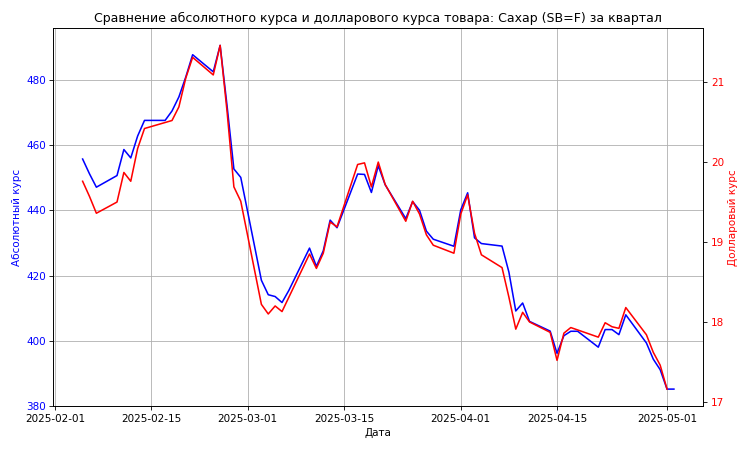 Сравнение абсолютного курса и долларового курса товара: Сахар (SB=F) за квартал
Абсолютный курс
480
460
440
420
400
380
21
20
19
18
17
Долларовый курс
2025-02-01 2025-02-15 2025-03-01 2025-03-15 2025-04-01 2025-04-15 2025-05-01
Дата